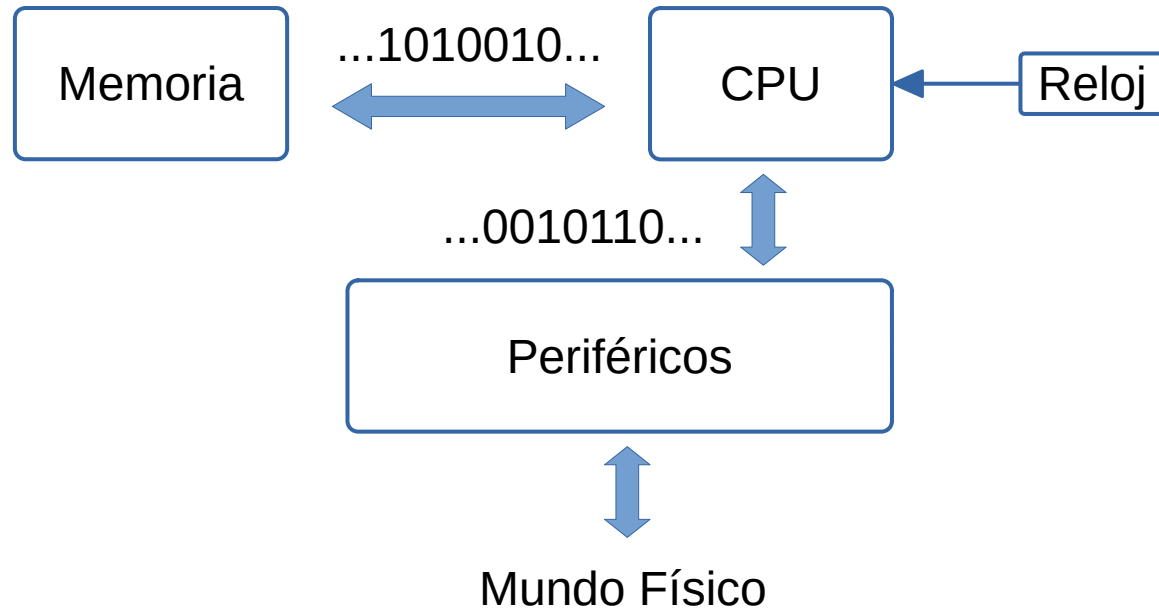 ...1010010...
Memoria
CPU
Reloj
...0010110...
Periféricos
Mundo Físico